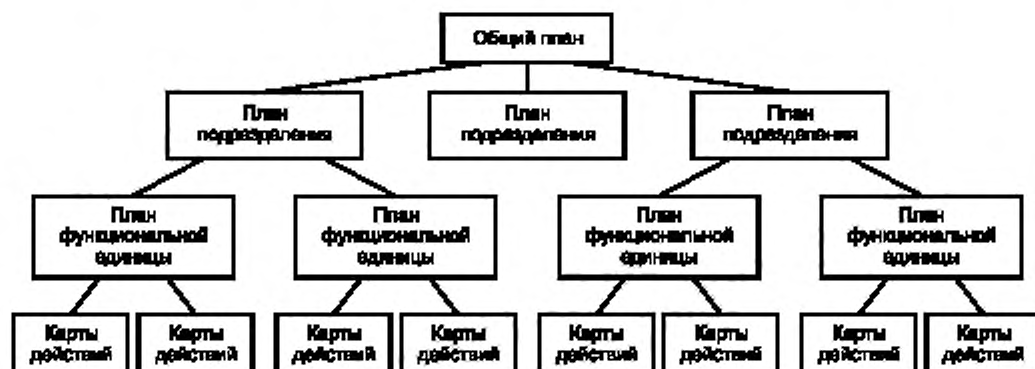 Общий план
План
подразделения
План
подразделения
План
подразделения
План
функциональной
единицы
План
функциональной
единицы
План
функциональной
единицы
План
функциональной
единицы
Карты
действий
Карты
действий
Карты
действий
Карты
действий
Карты
действий
Карты
действий
Карты
действий
Карты
действий